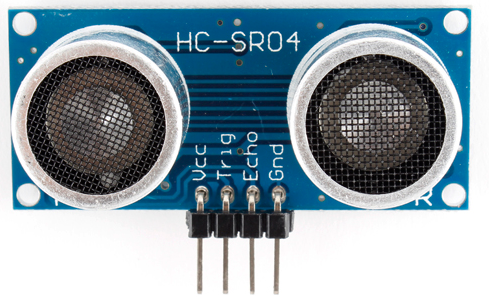 HC-SR04
Vcc
Trig
Echo
Gnd
R